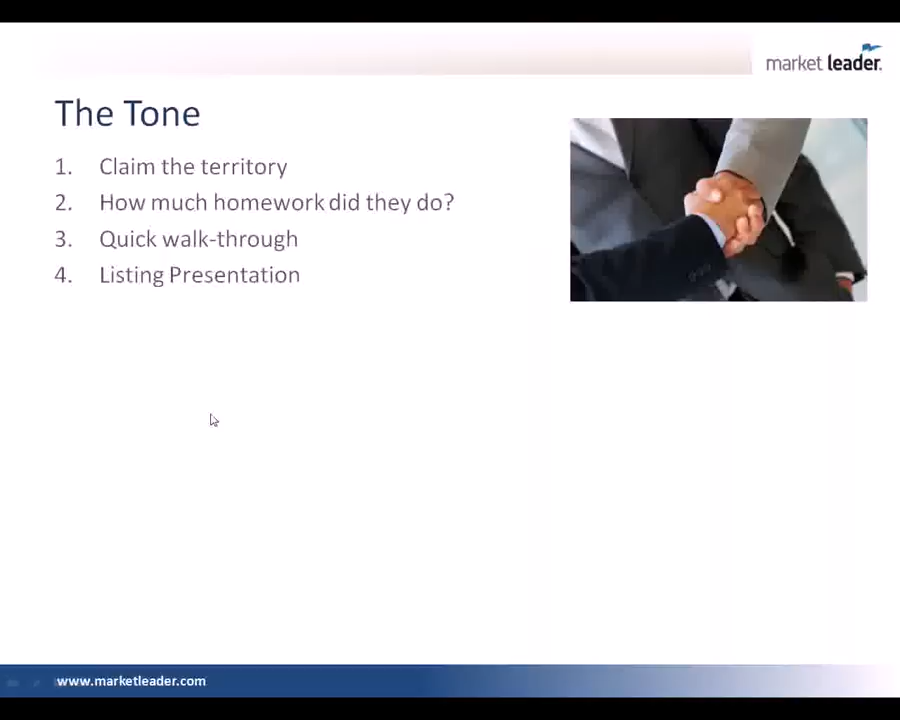 market leader.
The Tone
1. Claim the territory
2. How much homework did they do?
3. Quick walk-through
4. Listing Presentation
www.marketleader.com